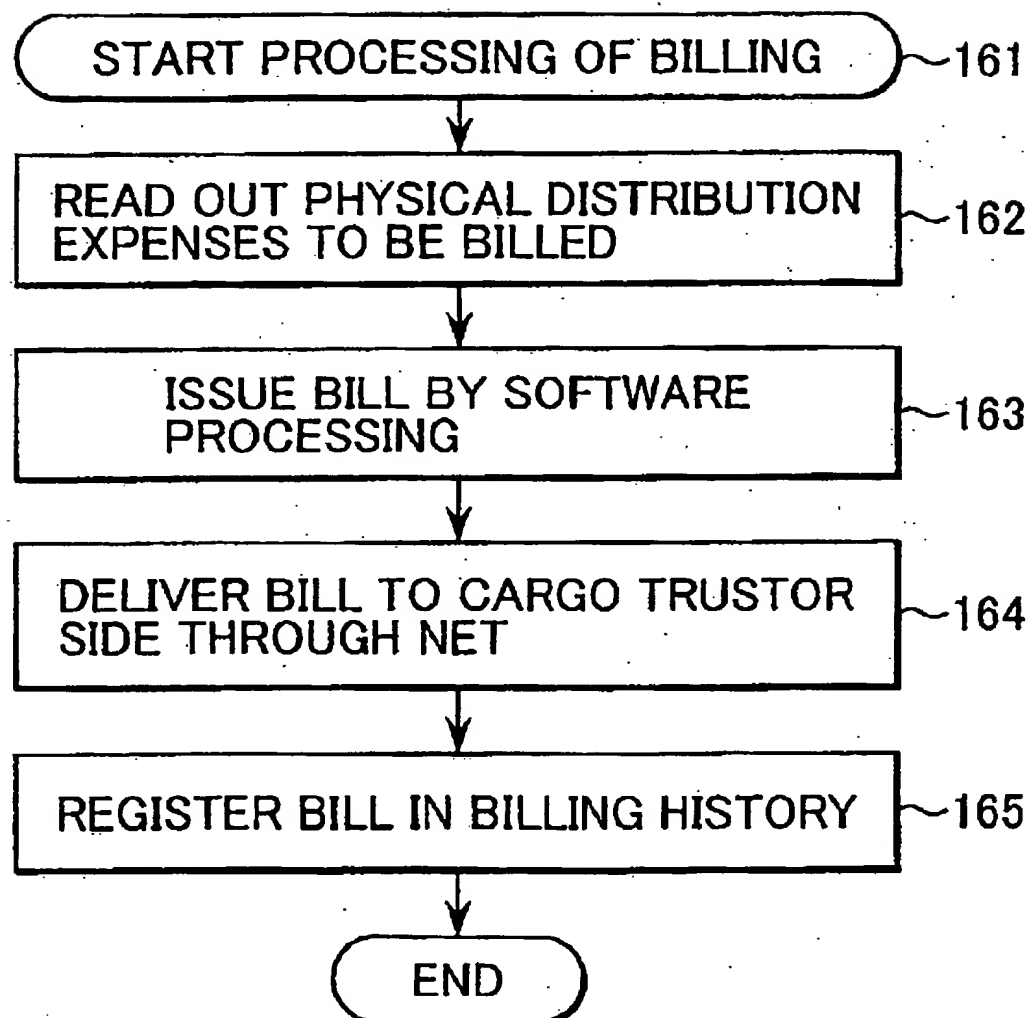 START PROCESSING OF BILLING
161
READ OUT PHYSICAL DISTRIBUTION
EXPENSES TO BE BILLED
162
ISSUE BILL BY SOFTWARE
PROCESSING
163
DELIVER BILL TO CARGO TRUSTOR
SIDE THROUGH NET
164
REGISTER BILL IN BILLING HISTORY
165
END